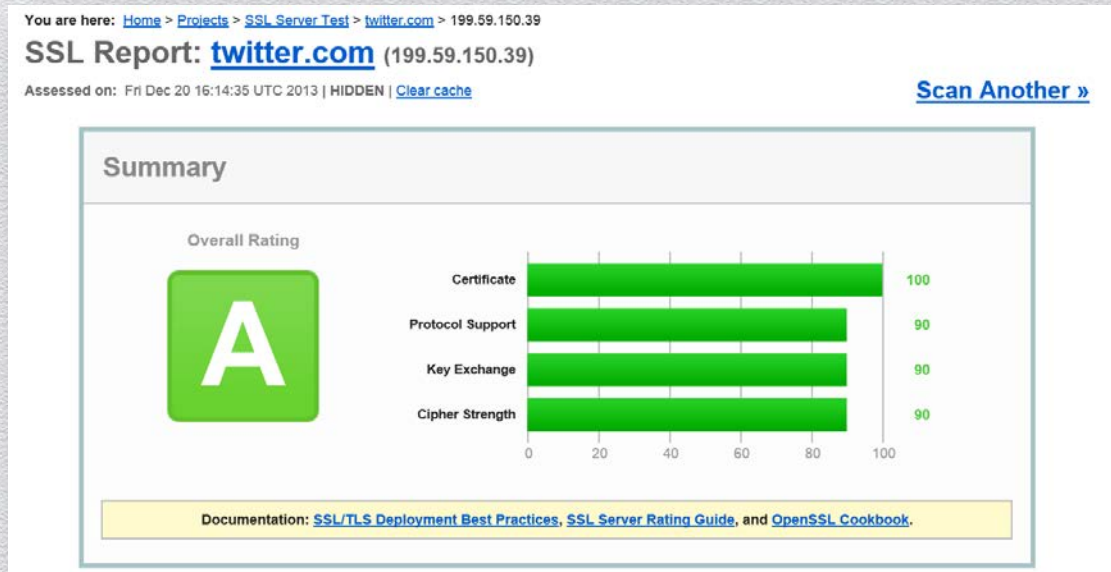 You are here: Home > Projects > SSL Server Test > twitter.com > 199.59.150.39
SSL Report: twitter.com (199.59.150.39)
Assessed on: Fri Dec 20 16:14:35 UTC 2013 | HIDDEN | Clear cache
Scan Another »
Summary
Overall Rating
A
Certificate 100
Protocol Support 90
Key Exchange 90
Cipher Strength 90
0 20 40 60 80 100
Documentation: SSL/TLS Deployment Best Practices, SSL Server Rating Guide, and OpenSSL Cookbook.